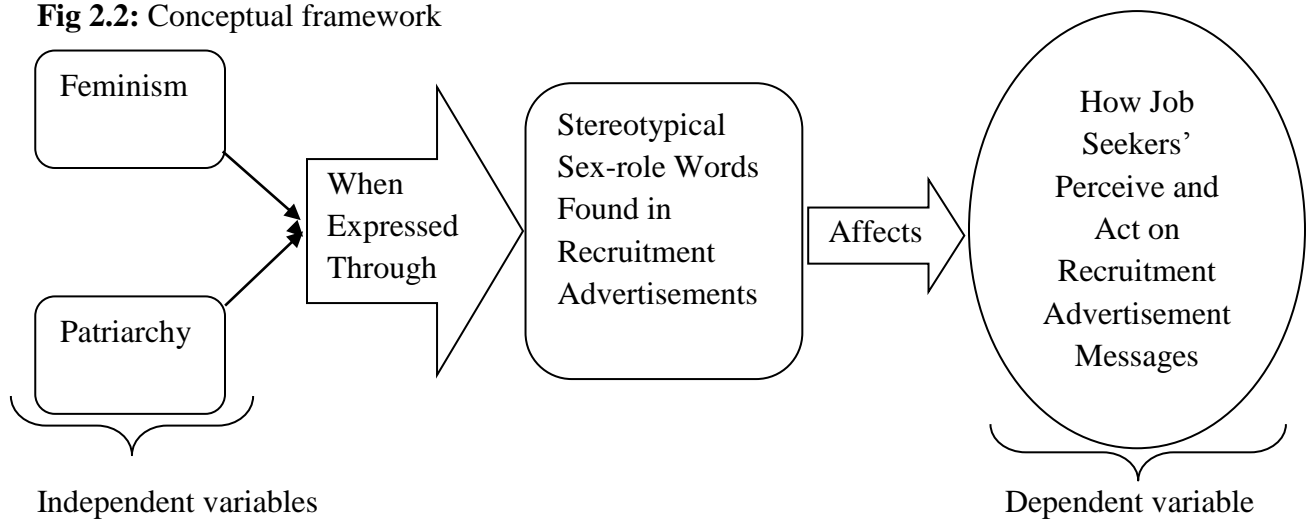 Fig 2.2: Conceptual framework
Feminism
Patriarchy
When
Expressed
Through
Stereotypical
Sex-role Words
Found in
Recruitment
Advertisements
Affects
How Job
Seekers’
Perceive and
Act on
Recruitment
Advertisement
Messages
Independent variables
Dependent variable